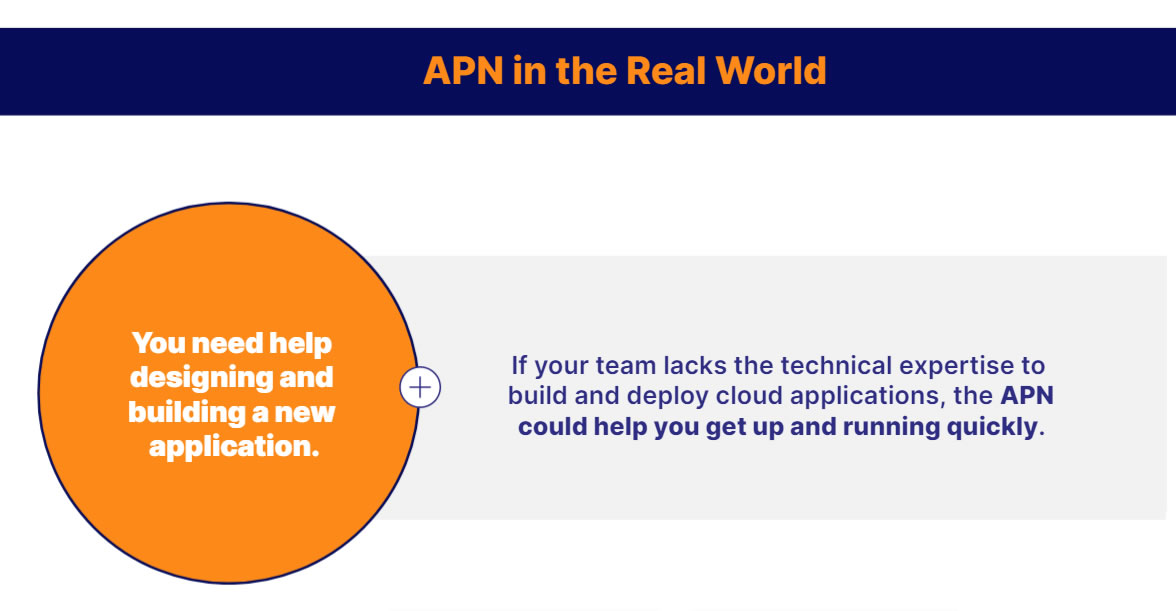 APN in the Real World
You need help
designing and
building a new
application.
If your team lacks the technical expertise to
build and deploy cloud applications, the APN
could help you get up and running quickly.